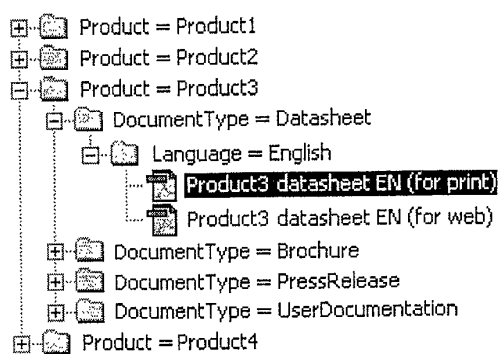 Product = Product1
Product = Product2
Product = Product3
DocumentType = Datasheet
Language = English
Product3 datasheet EN (for print)
Product3 datasheet EN (for web)
DocumentType = Brochure
DocumentType = PressRelease
DocumentType = UserDocumentation
Product = Product4